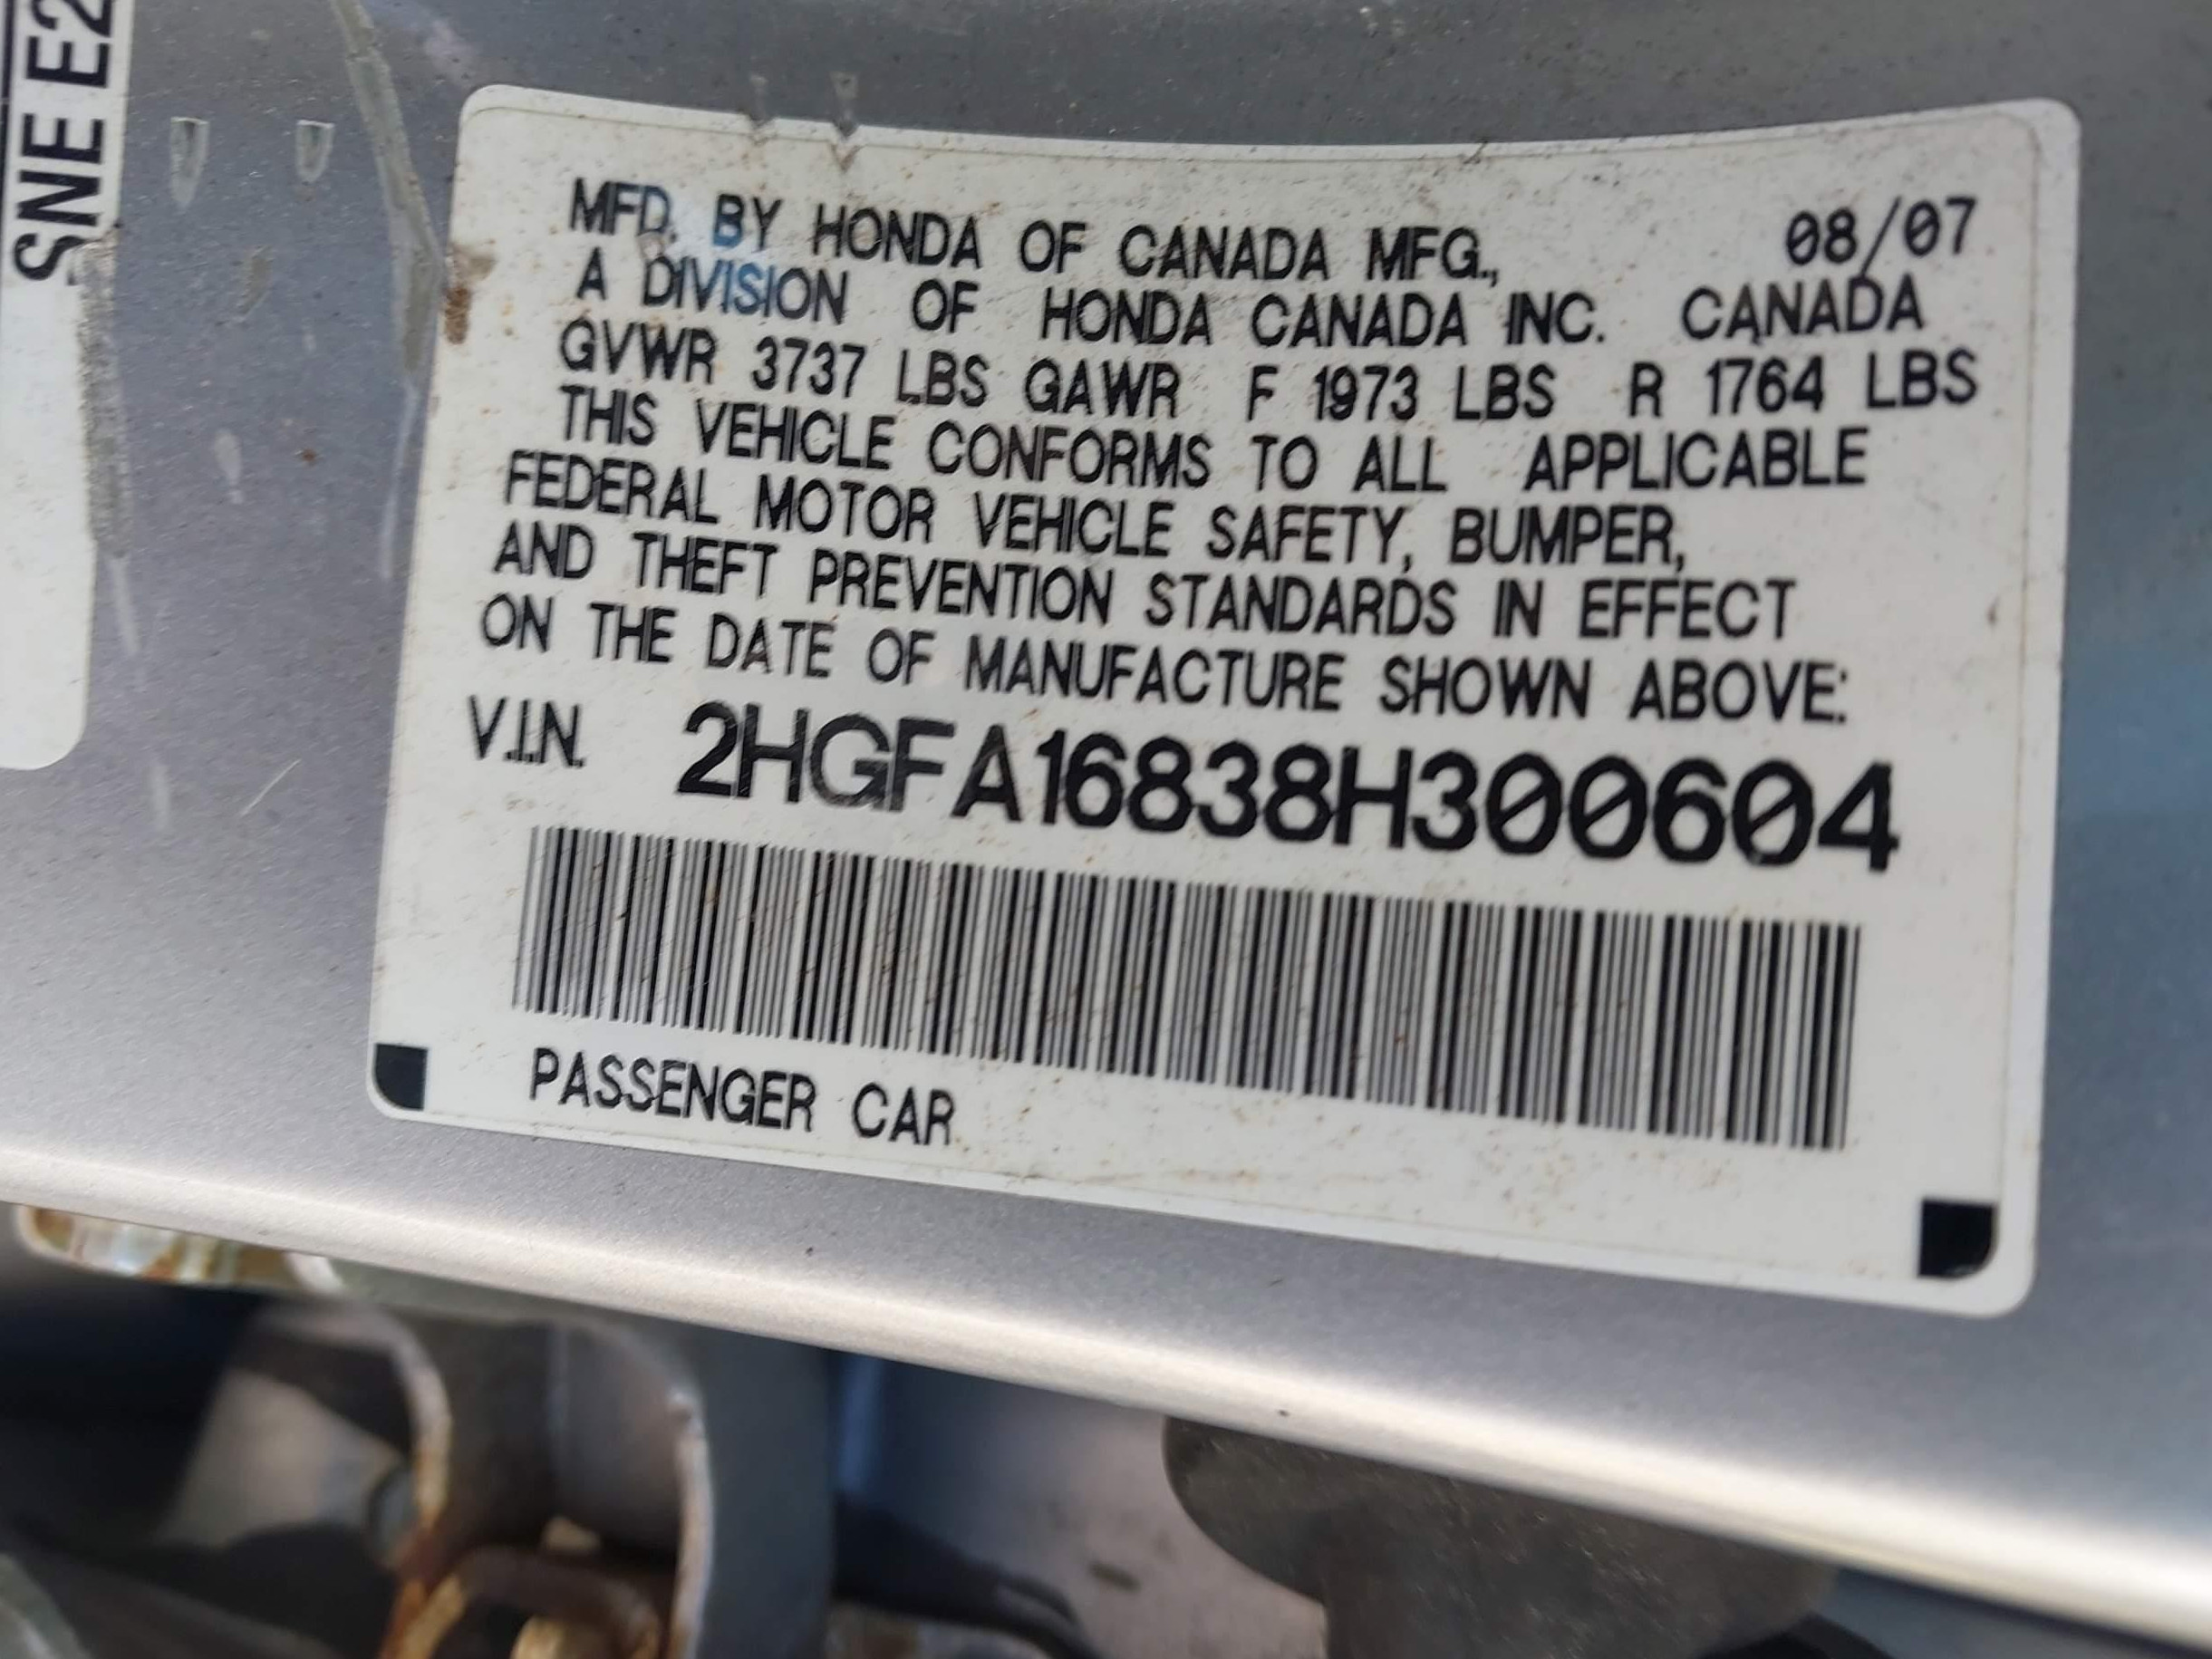 SNE E2
MFD. BY HONDA OF CANADA MFG., 08/07
A DIVISION OF HONDA CANADA INC. CANADA
GVWR 3737 LBS GAWR F 1973 LBS R 1764 LBS
THIS VEHICLE CONFORMS TO ALL APPLICABLE
FEDERAL MOTOR VEHICLE SAFETY, BUMPER,
AND THEFT PREVENTION STANDARDS IN EFFECT
ON THE DATE OF MANUFACTURE SHOWN ABOVE:
V.I.N. 2HGFA16838H300604
PASSENGER CAR